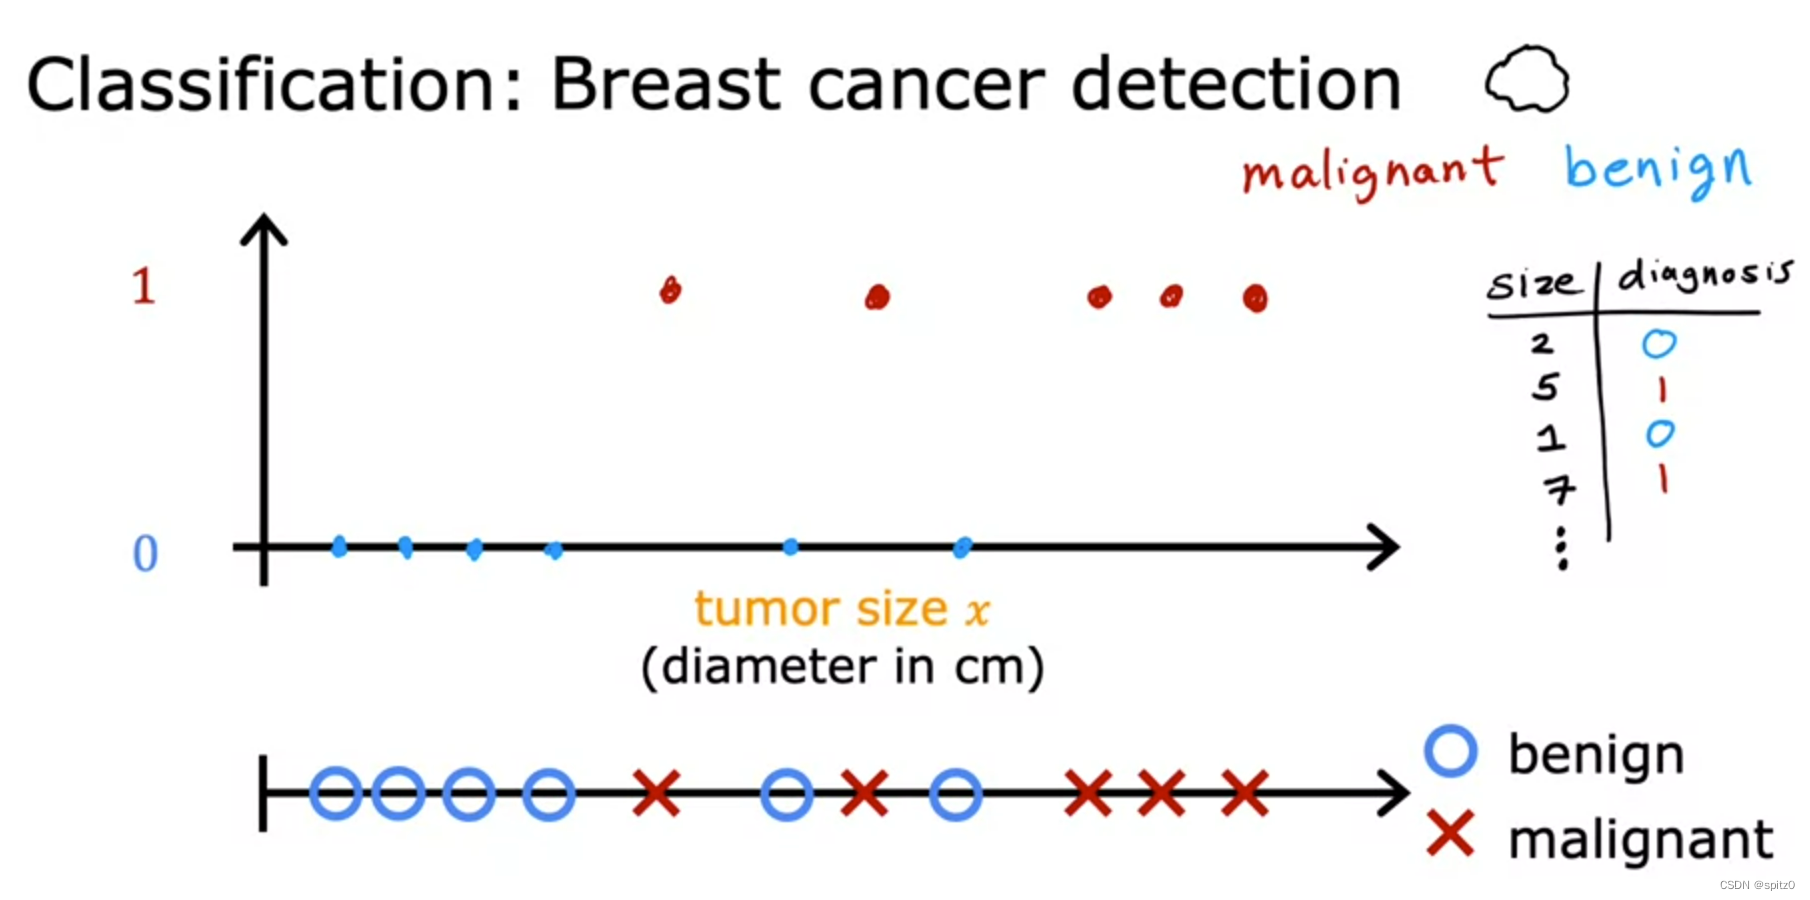 Classification: Breast cancer detection
malignant benign
1
size diagnosis
2 0
5 1
1 0
7 1
⋮
0
tumor size x
(diameter in cm)
benign
malignant
CSDN @spitz0